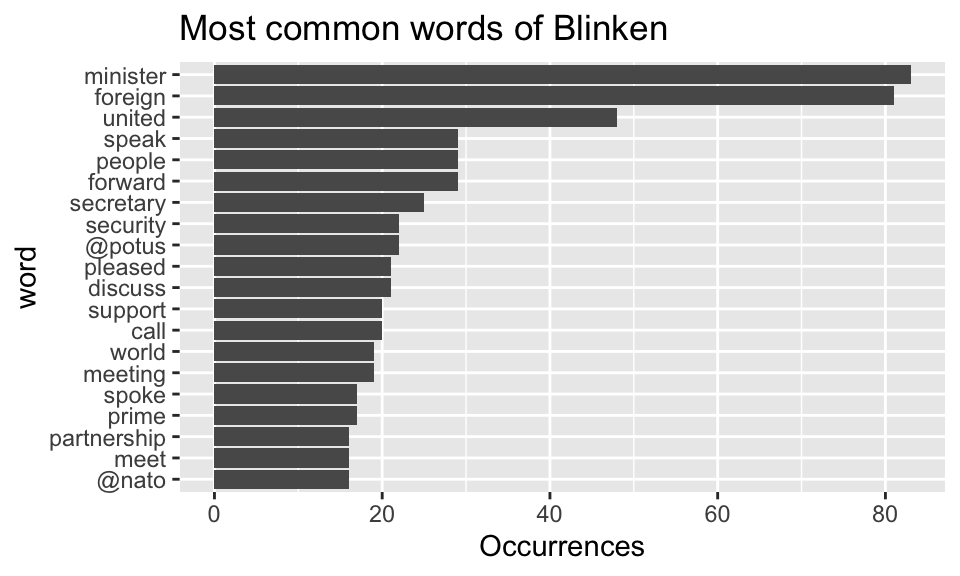 Most common words of Blinken
minister
foreign
united
speak
people
forward
secretary
security
@potus
pleased
discuss
support
call
world
meeting
spoke
prime
partnership
meet
@nato
word
0 20 40 60 80
Occurrences